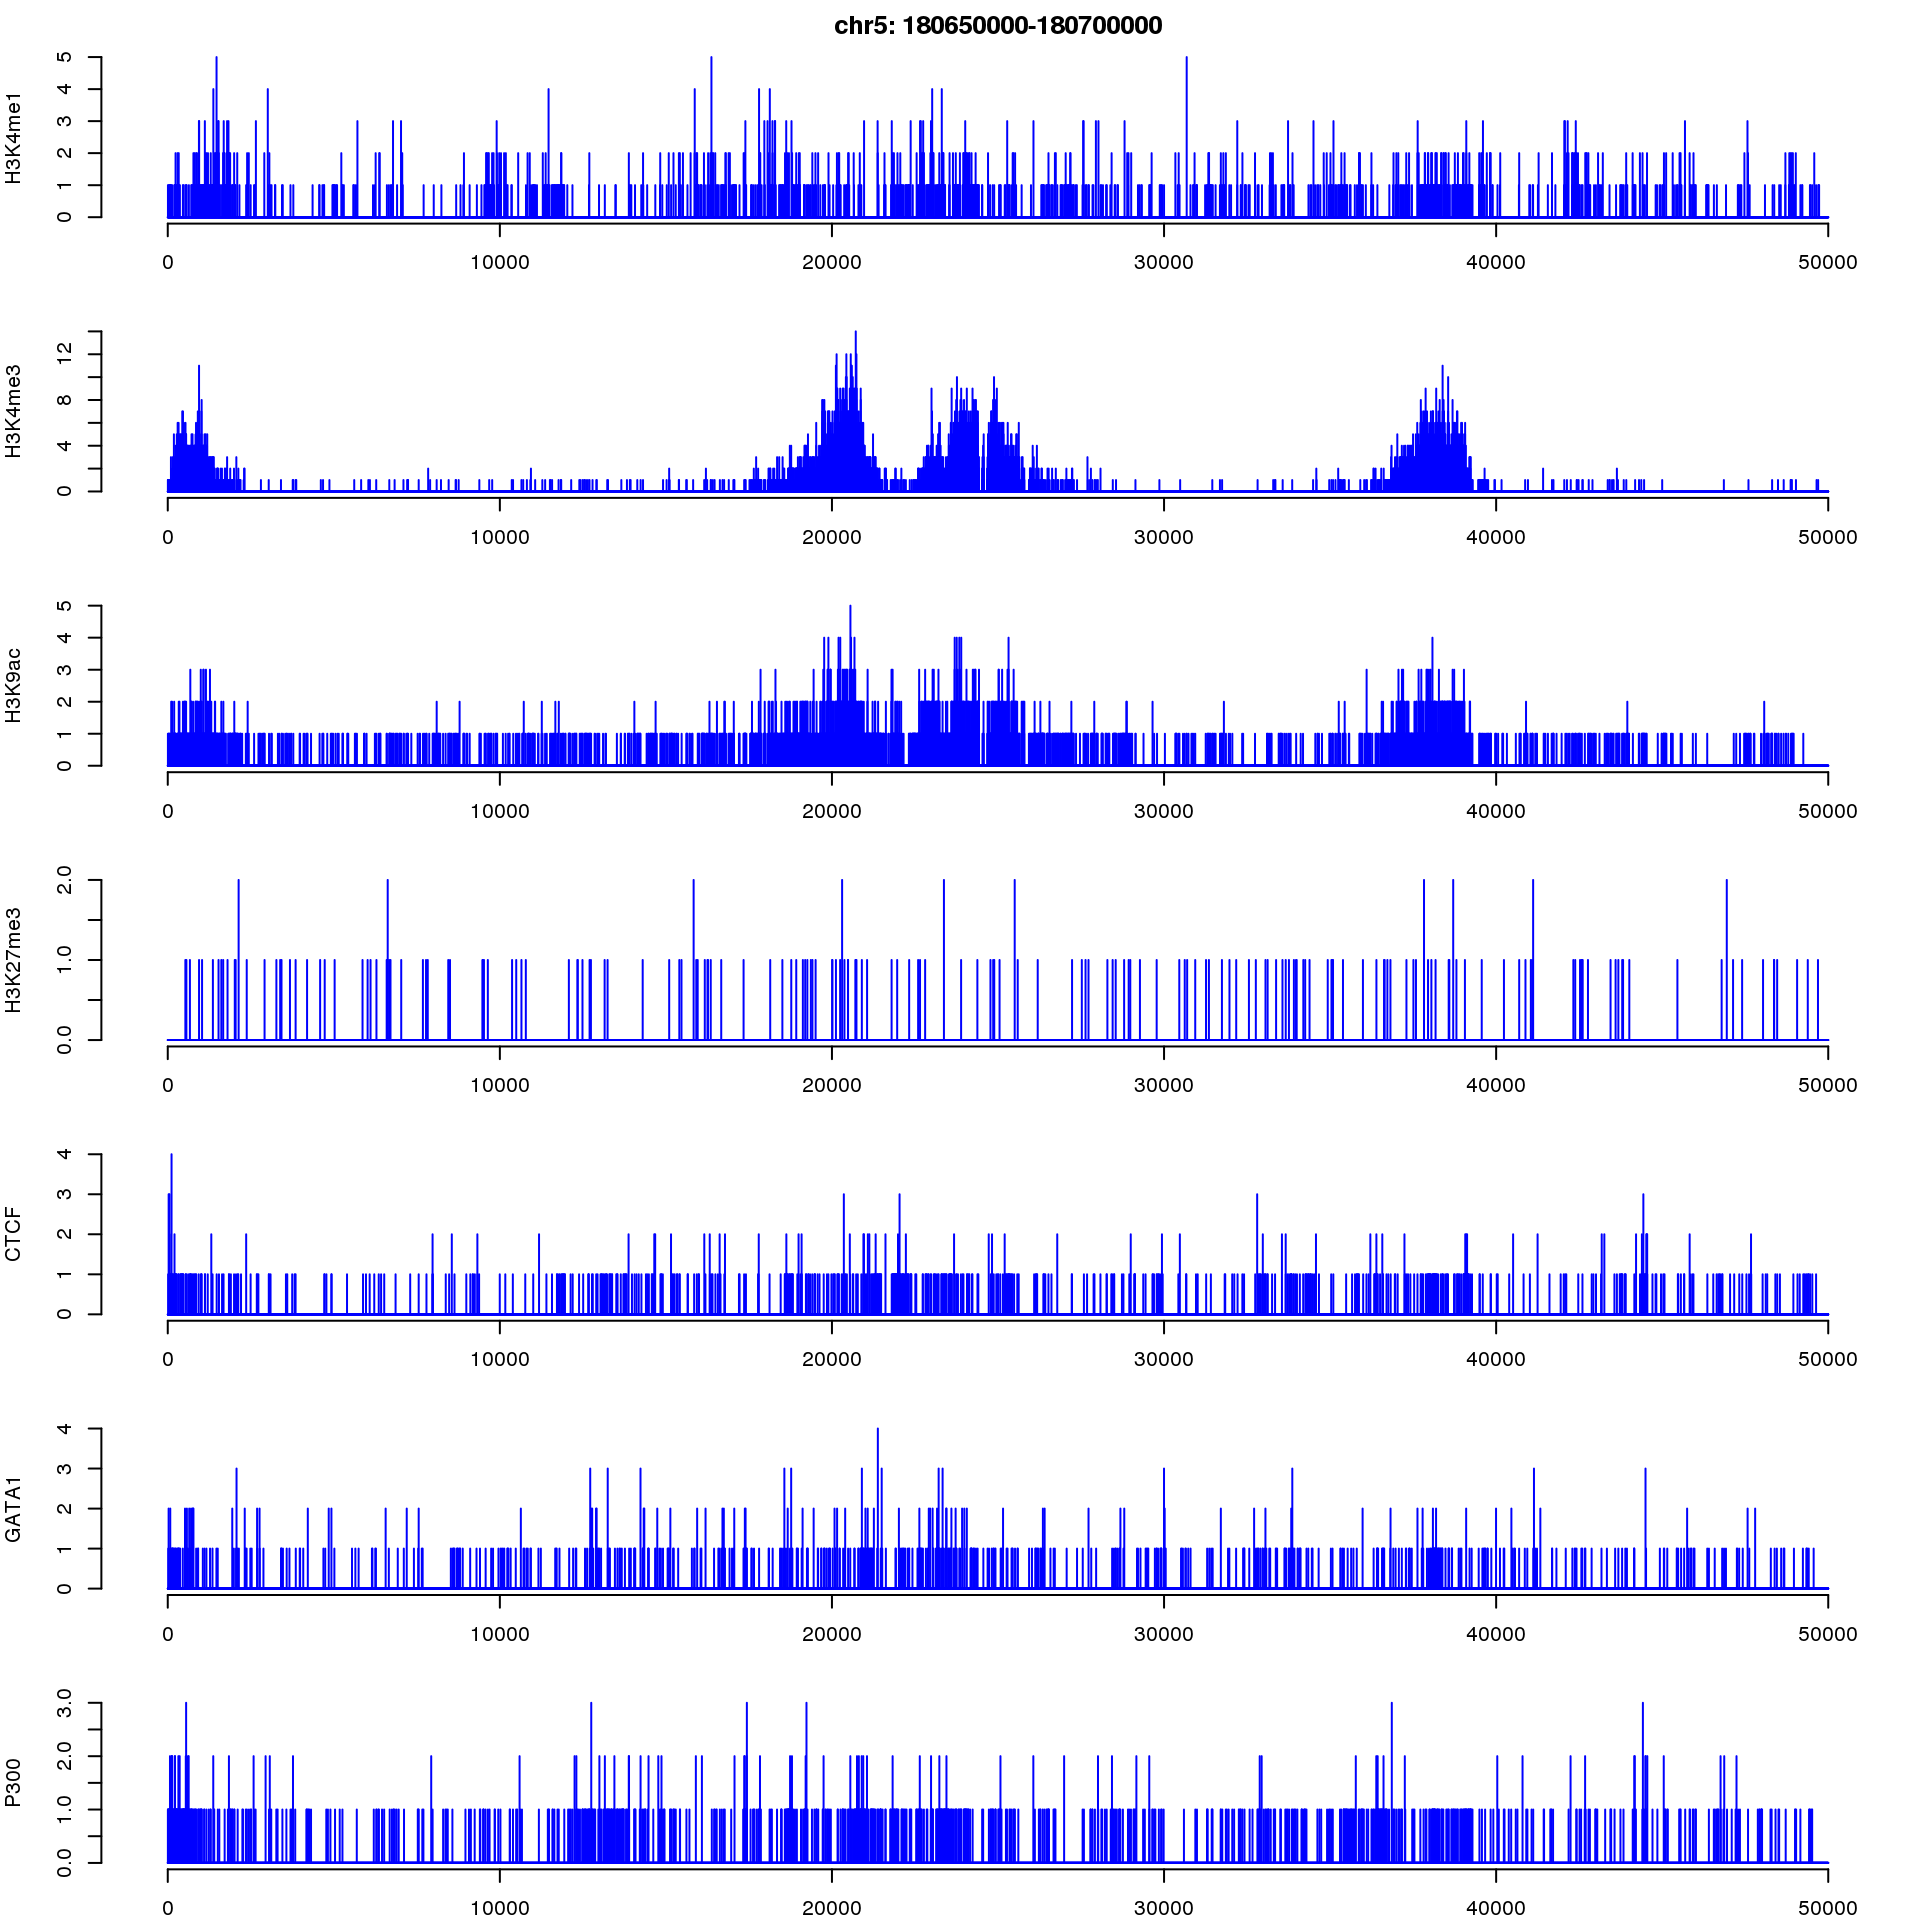 chr5: 180650000-180700000
H3K4me1
0 1 2 3 4 5
0 10000 20000 30000 40000 50000
H3K4me3
0 4 8 12
0 10000 20000 30000 40000 50000
H3K9ac
0 1 2 3 4 5
0 10000 20000 30000 40000 50000
H3K27me3
0.0 1.0 2.0
0 10000 20000 30000 40000 50000
CTCF
0 1 2 3 4
0 10000 20000 30000 40000 50000
GATA1
0 1 2 3 4
0 10000 20000 30000 40000 50000
P300
0.0 1.0 2.0 3.0
0 10000 20000 30000 40000 50000